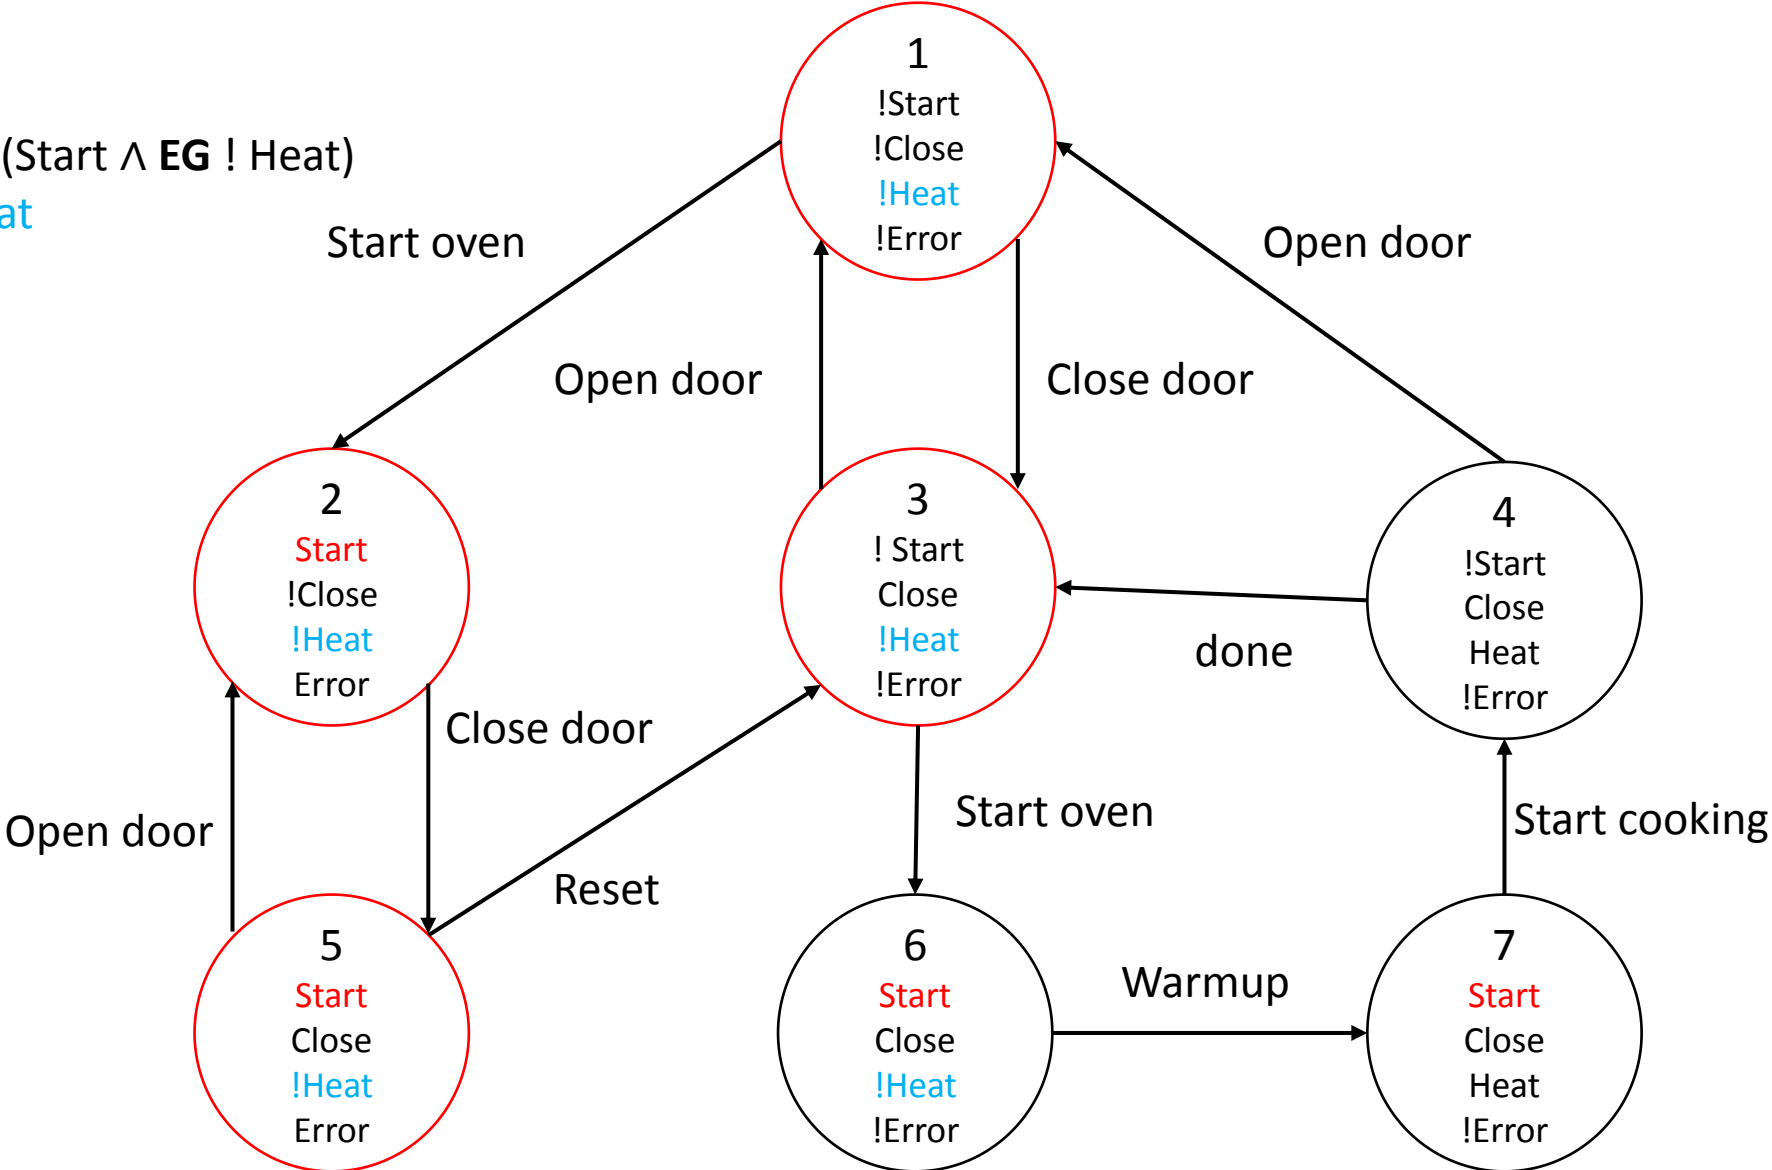 1
!Start
!Close
!Heat
!Error
(Start ∧ EG ! Heat)
at
Start oven
Open door
Open door
Close door
2
Start
!Close
!Heat
Error
3
! Start
Close
!Heat
!Error
4
!Start
Close
Heat
!Error
done
Close door
Open door
Reset
Start oven
Start cooking
5
Start
Close
!Heat
Error
6
Start
Close
!Heat
!Error
Warmup
7
Start
Close
Heat
!Error